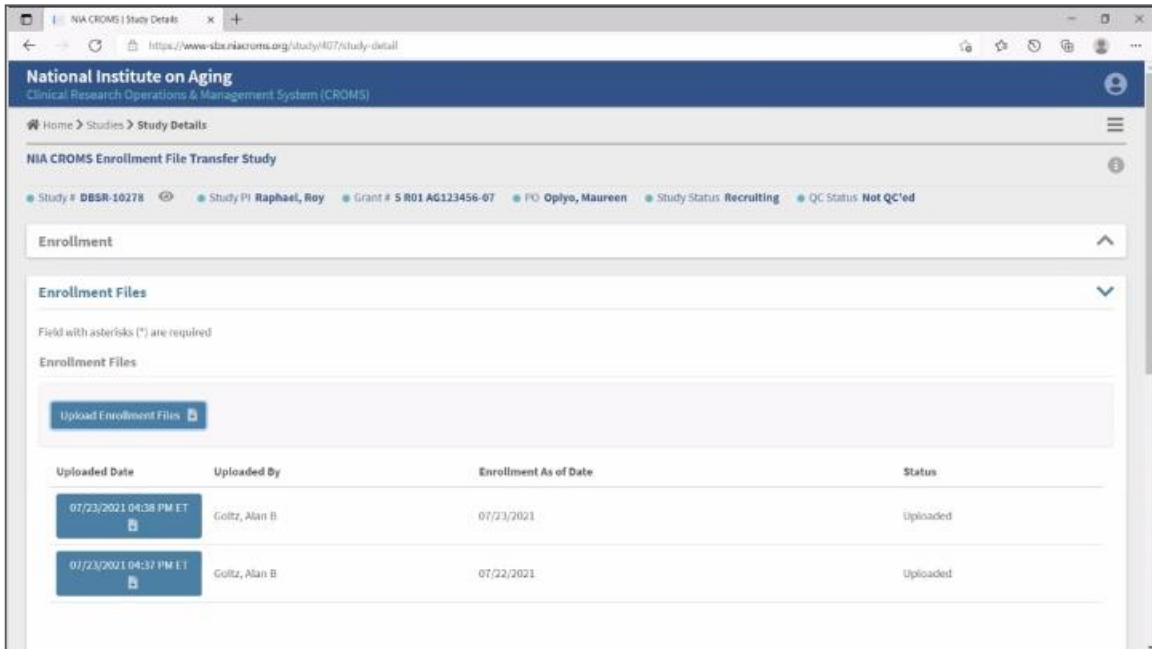 NIA CROMS | Study Details
https://www-sbx.niacroms.org/study/407/study-detail
National Institute on Aging
Clinical Research Operations & Management System (CROMS)
Home > Studies > Study Details
NIA CROMS Enrollment File Transfer Study
Study # DBSR-10278 Study PI Raphael, Roy Grant # 5 R01 AG123456-07 PO Opiyo, Maureen Study Status Recruiting QC Status Not QC'ed
Enrollment
Enrollment Files
Field with asterisks (*) are required
Enrollment Files
Upload Enrollment Files
Uploaded Date Uploaded By Enrollment As of Date Status
07/23/2021 04:38 PM ET Goltz, Alan B 07/23/2021 Uploaded
07/23/2021 04:37 PM ET Goltz, Alan B 07/22/2021 Uploaded